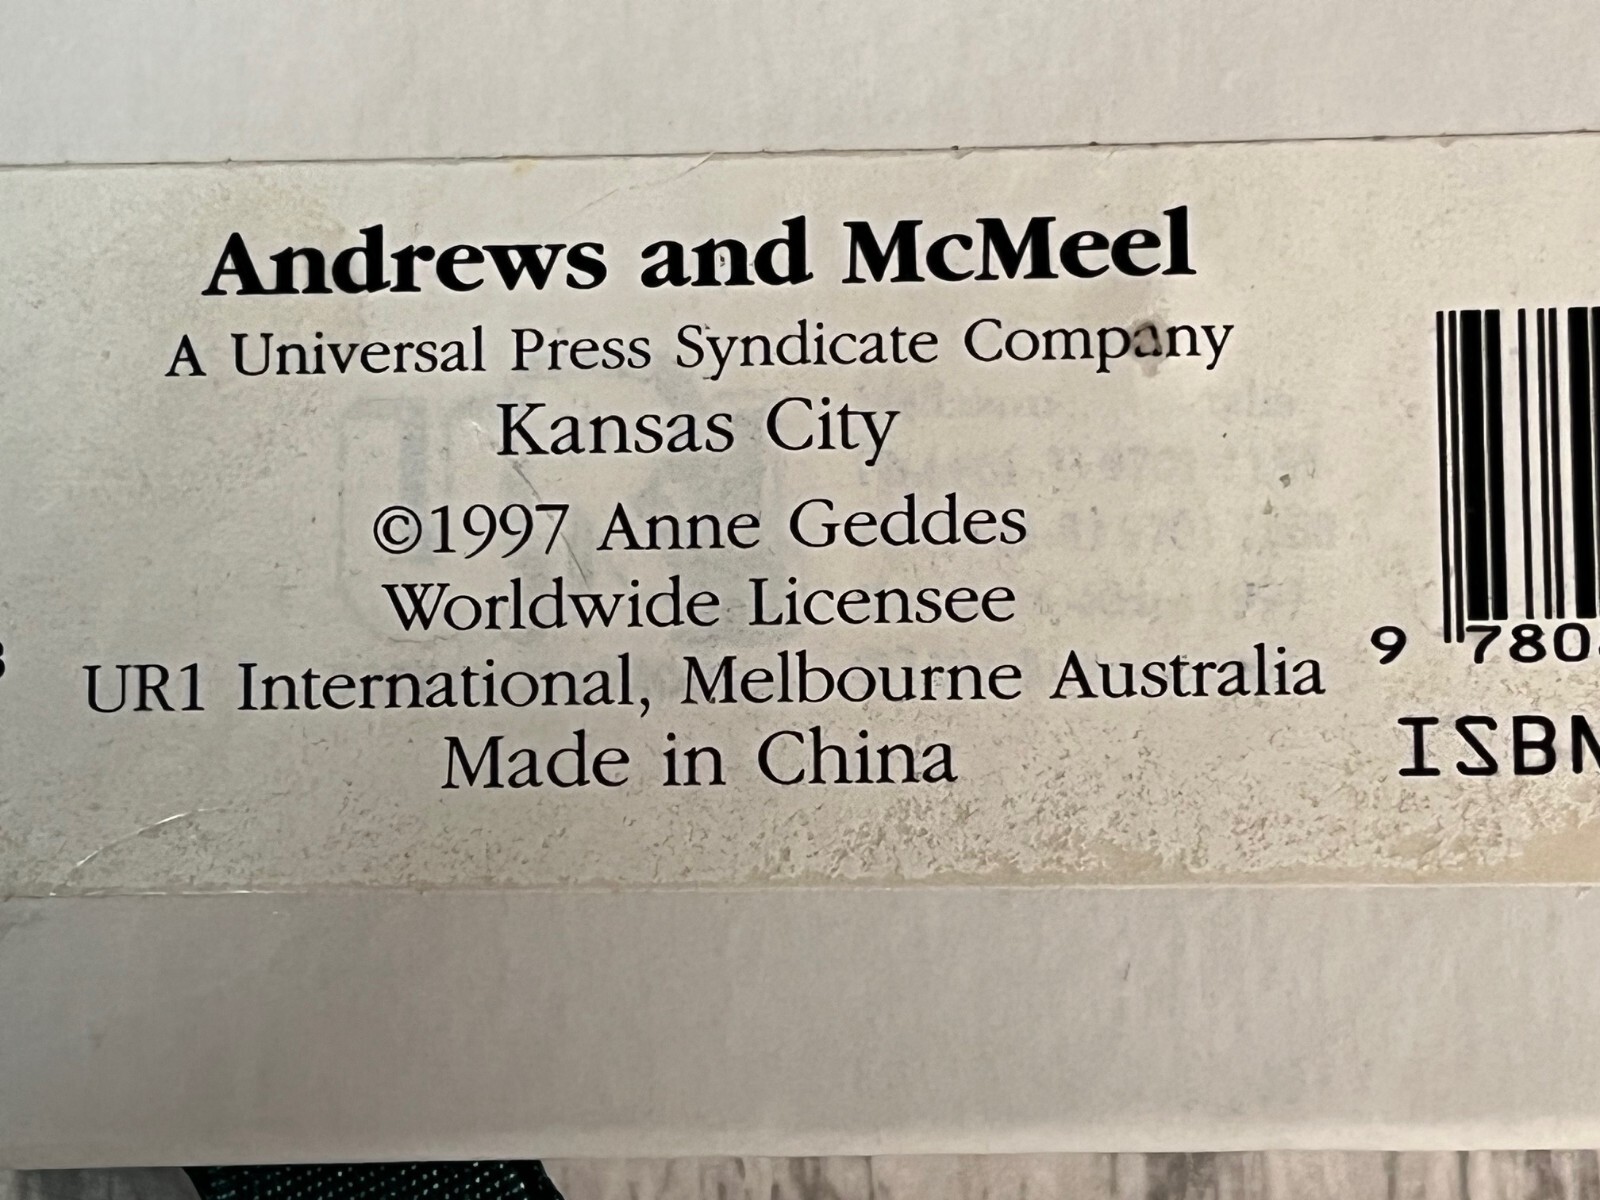 Andrews and McMeel
A Universal Press Syndicate Company
Kansas City
©1997 Anne Geddes
Worldwide Licensee
UR1 International, Melbourne Australia
Made in China
9 780
ISBN